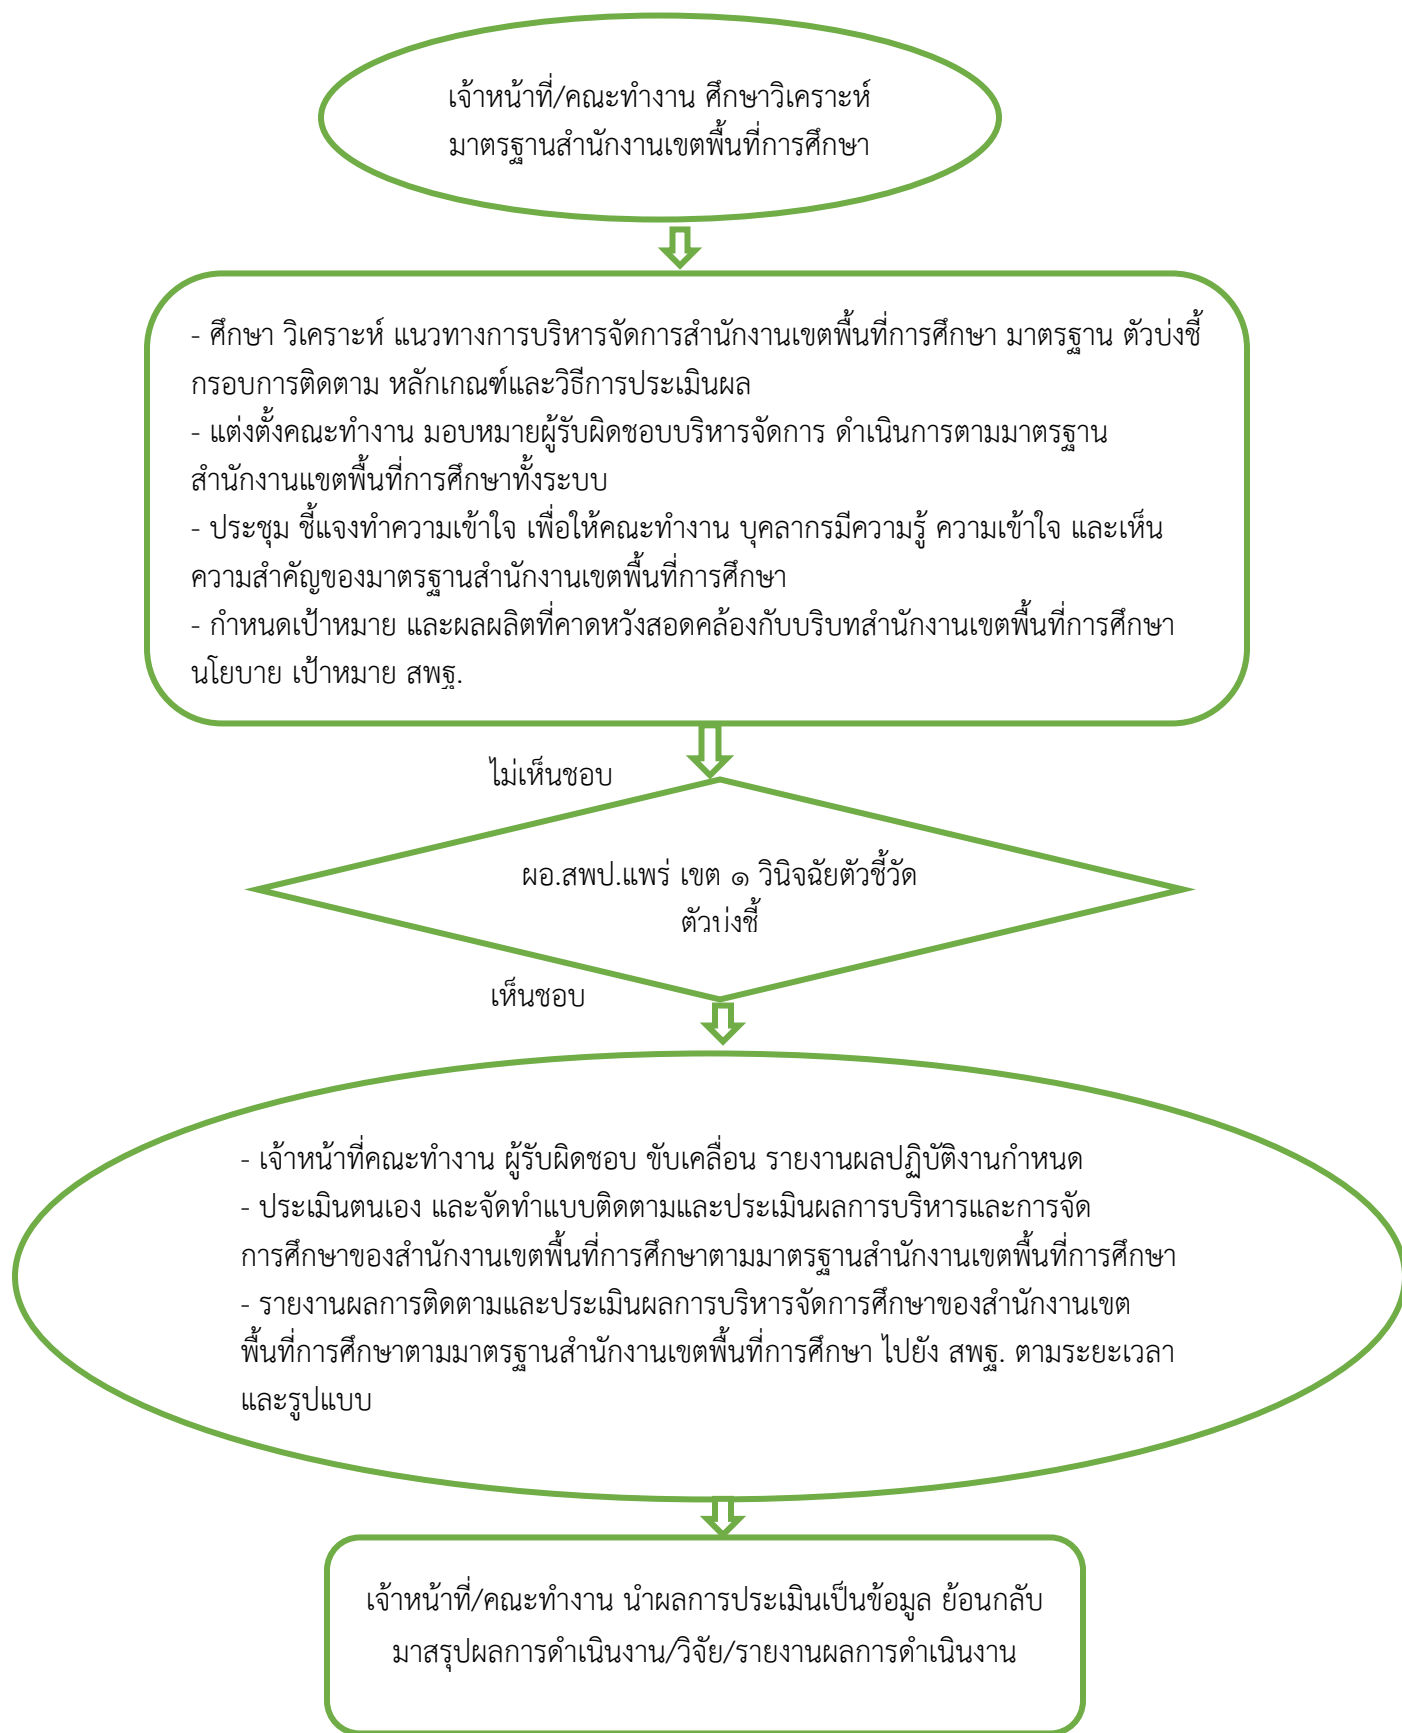 เจ้าหน้าที่/คณะทำงาน ศึกษาวิเคราะห์
มาตรฐานสำนักงานเขตพื้นที่การศึกษา
- ศึกษา วิเคราะห์ แนวทางการบริหารจัดการสำนักงานเขตพื้นที่การศึกษา มาตรฐาน ตัวบ่งชี้
กรอบการติดตาม หลักเกณฑ์และวิธีการประเมินผล
- แต่งตั้งคณะทำงาน มอบหมายผู้รับผิดชอบบริหารจัดการ ดำเนินการตามมาตรฐาน
สำนักงานแขตพื้นที่การศึกษาทั้งระบบ
- ประชุม ชี้แจงทำความเข้าใจ เพื่อให้คณะทำงาน บุคลากรมีความรู้ ความเข้าใจ และเห็น
ความสำคัญของมาตรฐานสำนักงานเขตพื้นที่การศึกษา
- กำหนดเป้าหมาย และผลผลิตที่คาดหวังสอดคล้องกับบริบทสำนักงานเขตพื้นที่การศึกษา
นโยบาย เป้าหมาย สพฐ.
ไม่เห็นชอบ
ผอ.สพป.แพร่ เขต ๑ วินิจฉัยตัวชี้วัด
ตัวบ่งชี้
เห็นชอบ
- เจ้าหน้าที่คณะทำงาน ผู้รับผิดชอบ ขับเคลื่อน รายงานผลปฏิบัติงานกำหนด
- ประเมินตนเอง และจัดทำแบบติดตามและประเมินผลการบริหารและการจัด
การศึกษาของสำนักงานเขตพื้นที่การศึกษาตามมาตรฐานสำนักงานเขตพื้นที่การศึกษา
- รายงานผลการติดตามและประเมินผลการบริหารจัดการศึกษาของสำนักงานเขต
พื้นที่การศึกษาตามมาตรฐานสำนักงานเขตพื้นที่การศึกษา ไปยัง สพฐ. ตามระยะเวลา
และรูปแบบ
เจ้าหน้าที่/คณะทำงาน นำผลการประเมินเป็นข้อมูล ย้อนกลับ
มาสรุปผลการดำเนินงาน/วิจัย/รายงานผลการดำเนินงาน